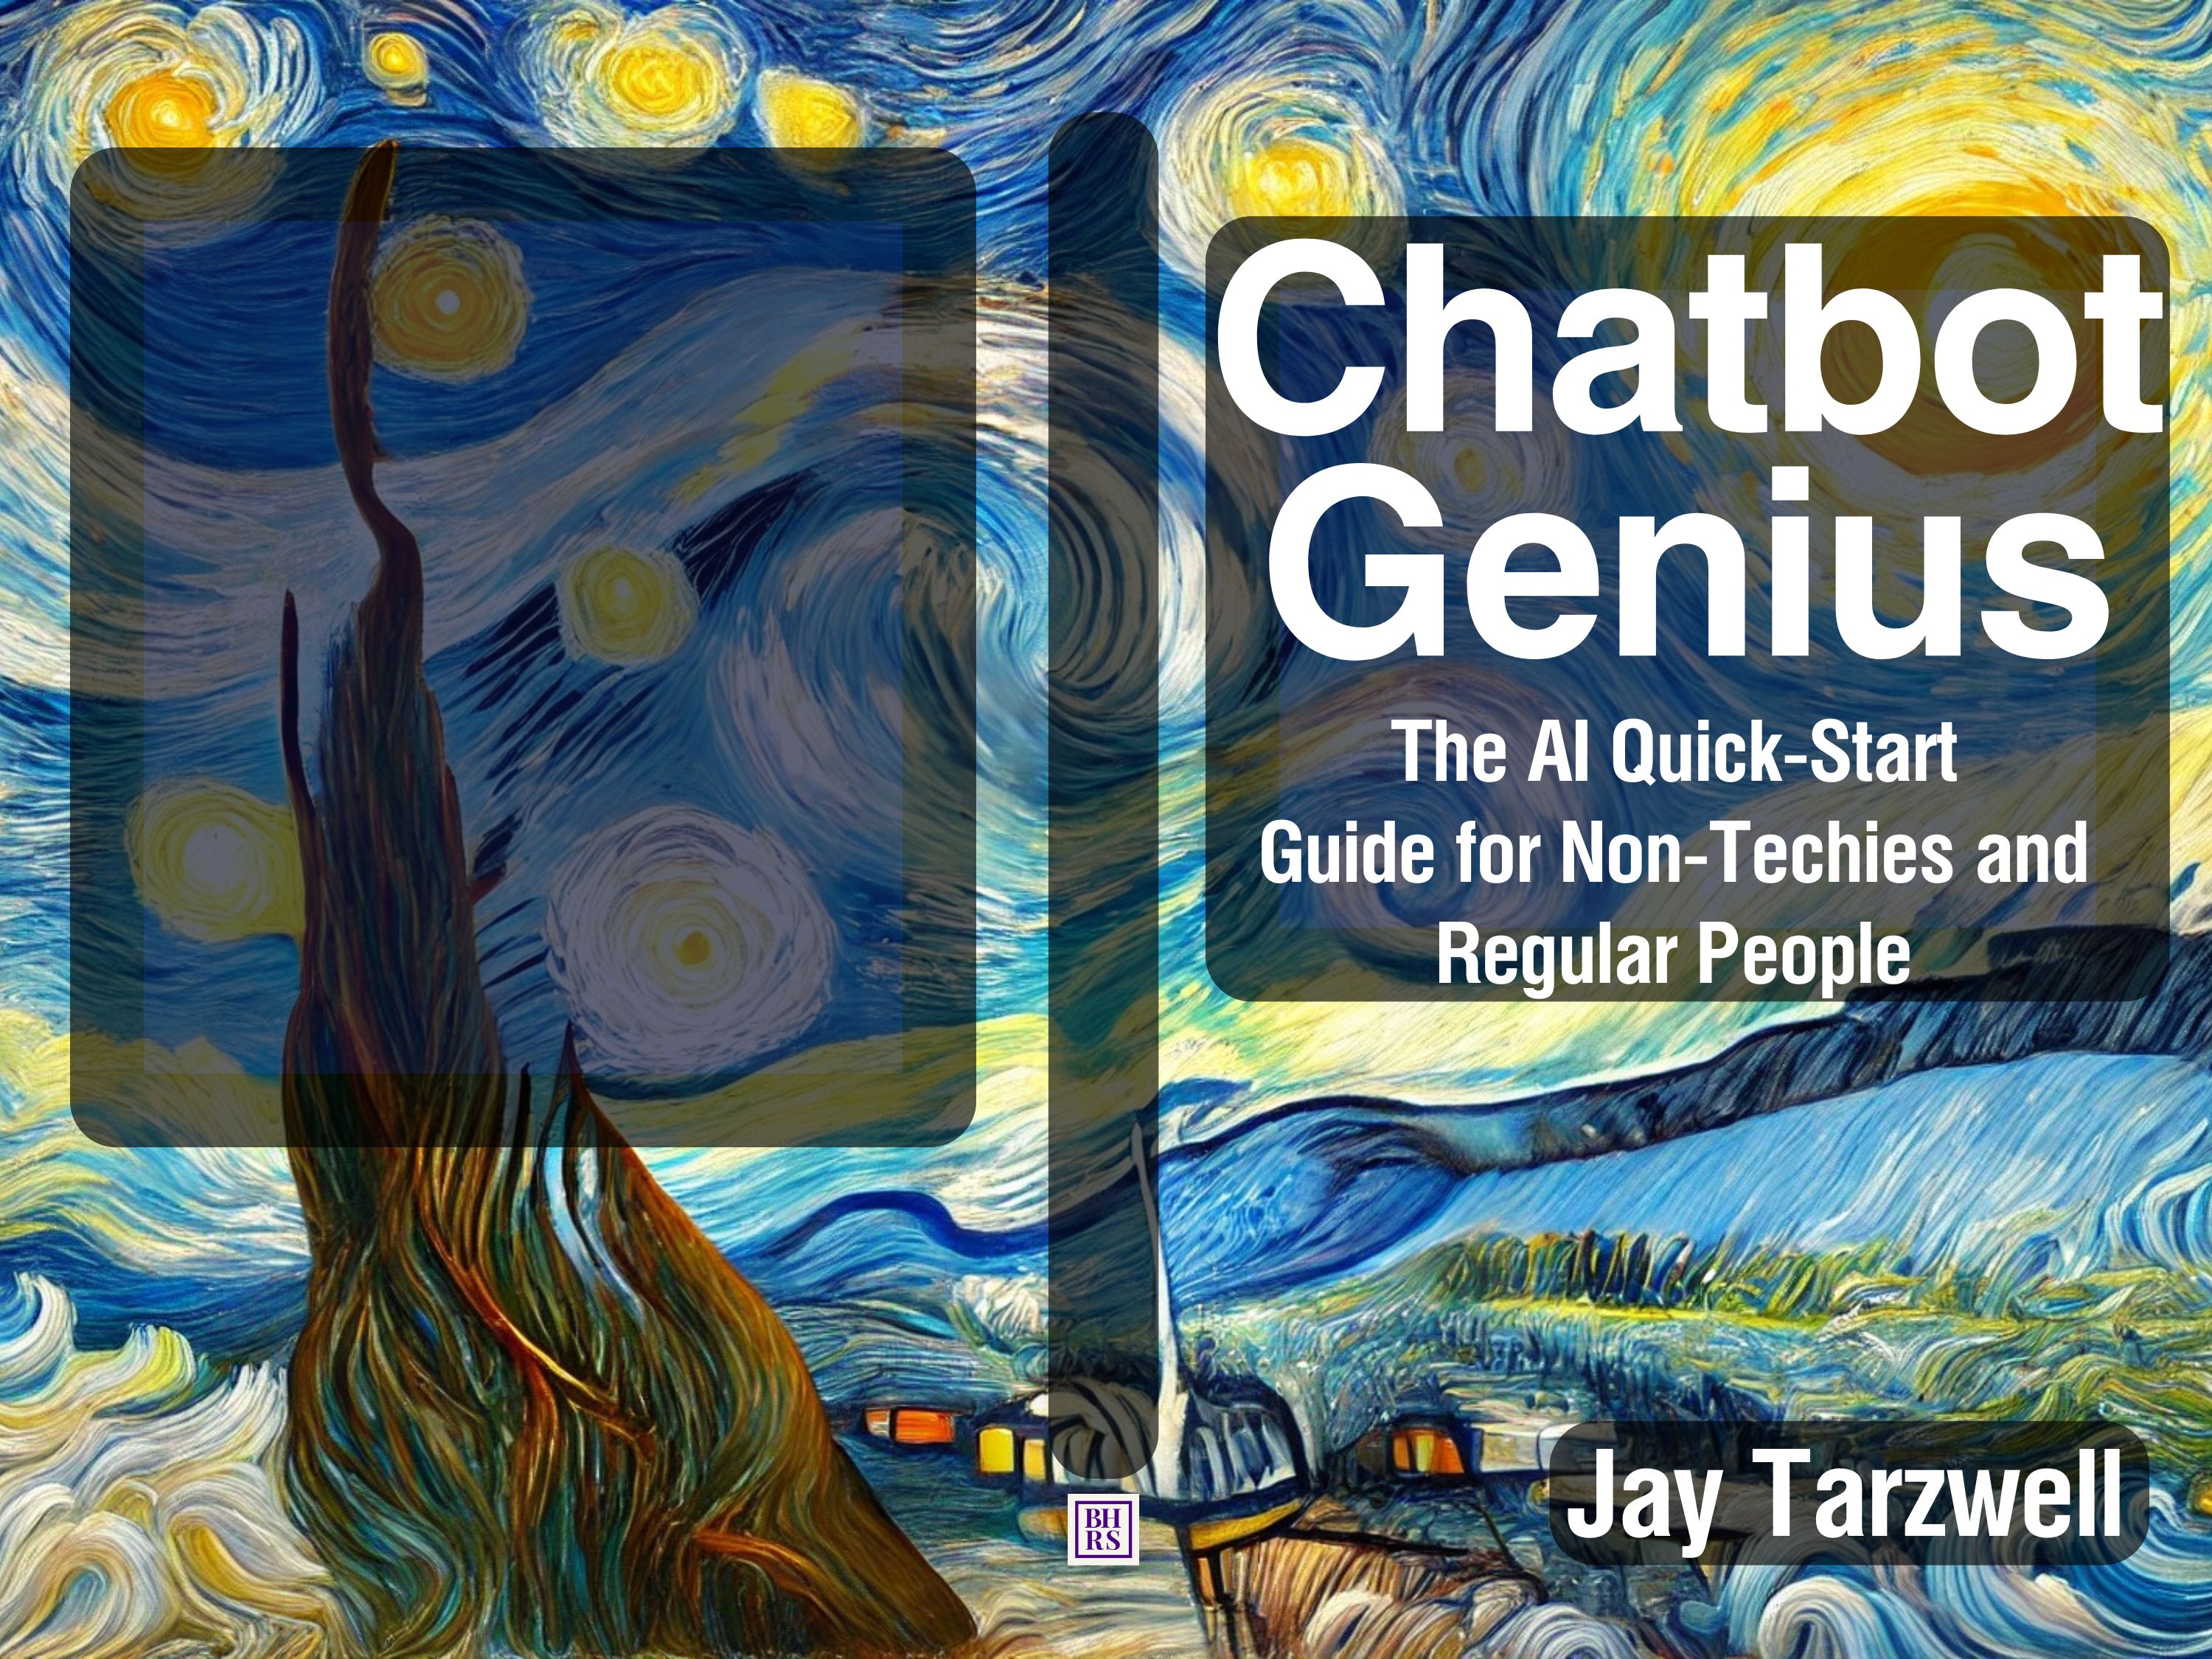 Chatbot
Genius
The AI Quick-Start
Guide for Non-Techies and
Regular People
Jay Tarzwell
BH
RS